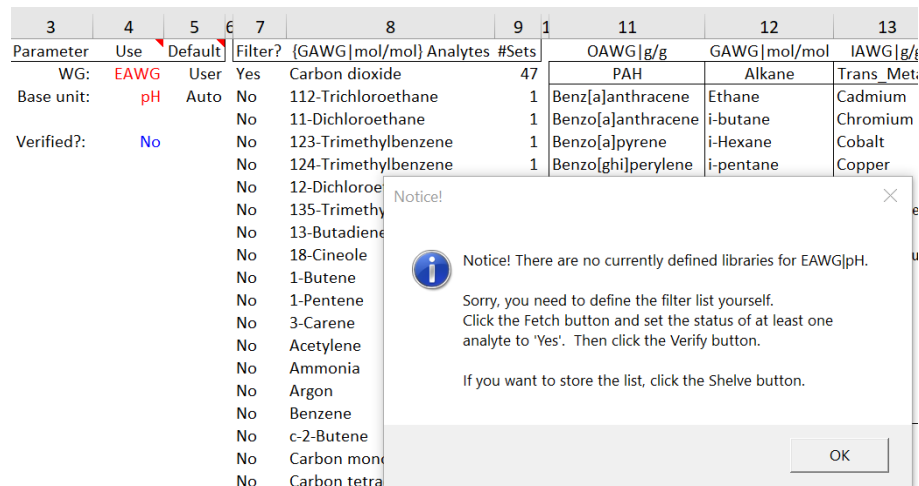 3 4 5 6 7 8 9 1 11 12 13
Parameter Use Default Filter? {GAWG|mol/mol} Analytes #Sets OAWG|g/g GAWG|mol/mol IAWG|g/g
WG: EAWG User Yes Carbon dioxide 47 PAH Alkane Trans_Meta
Base unit: pH Auto No 112-Trichloroethane 1 Benz[a]anthracene Ethane Cadmium
No 11-Dichloroethane 1 Benzo[a]anthracene i-butane Chromium
Verified?: No No 123-Trimethylbenzene 1 Benzo[a]pyrene i-Hexane Cobalt
No 124-Trimethylbenzene 1 Benzo[ghi]perylene i-pentane Copper
No 12-Dichloroe
No 135-Trimethy
No 13-Butadiene
No 18-Cineole
No 1-Butene
No 1-Pentene
No 3-Carene
No Acetylene
No Ammonia
No Argon
No Benzene
No c-2-Butene
No Carbon mono
No Carbon tetra
Notice!
Notice! There are no currently defined libraries for EAWG|pH.
Sorry, you need to define the filter list yourself.
Click the Fetch button and set the status of at least one
analyte to 'Yes'. Then click the Verify button.
If you want to store the list, click the Shelve button.
OK